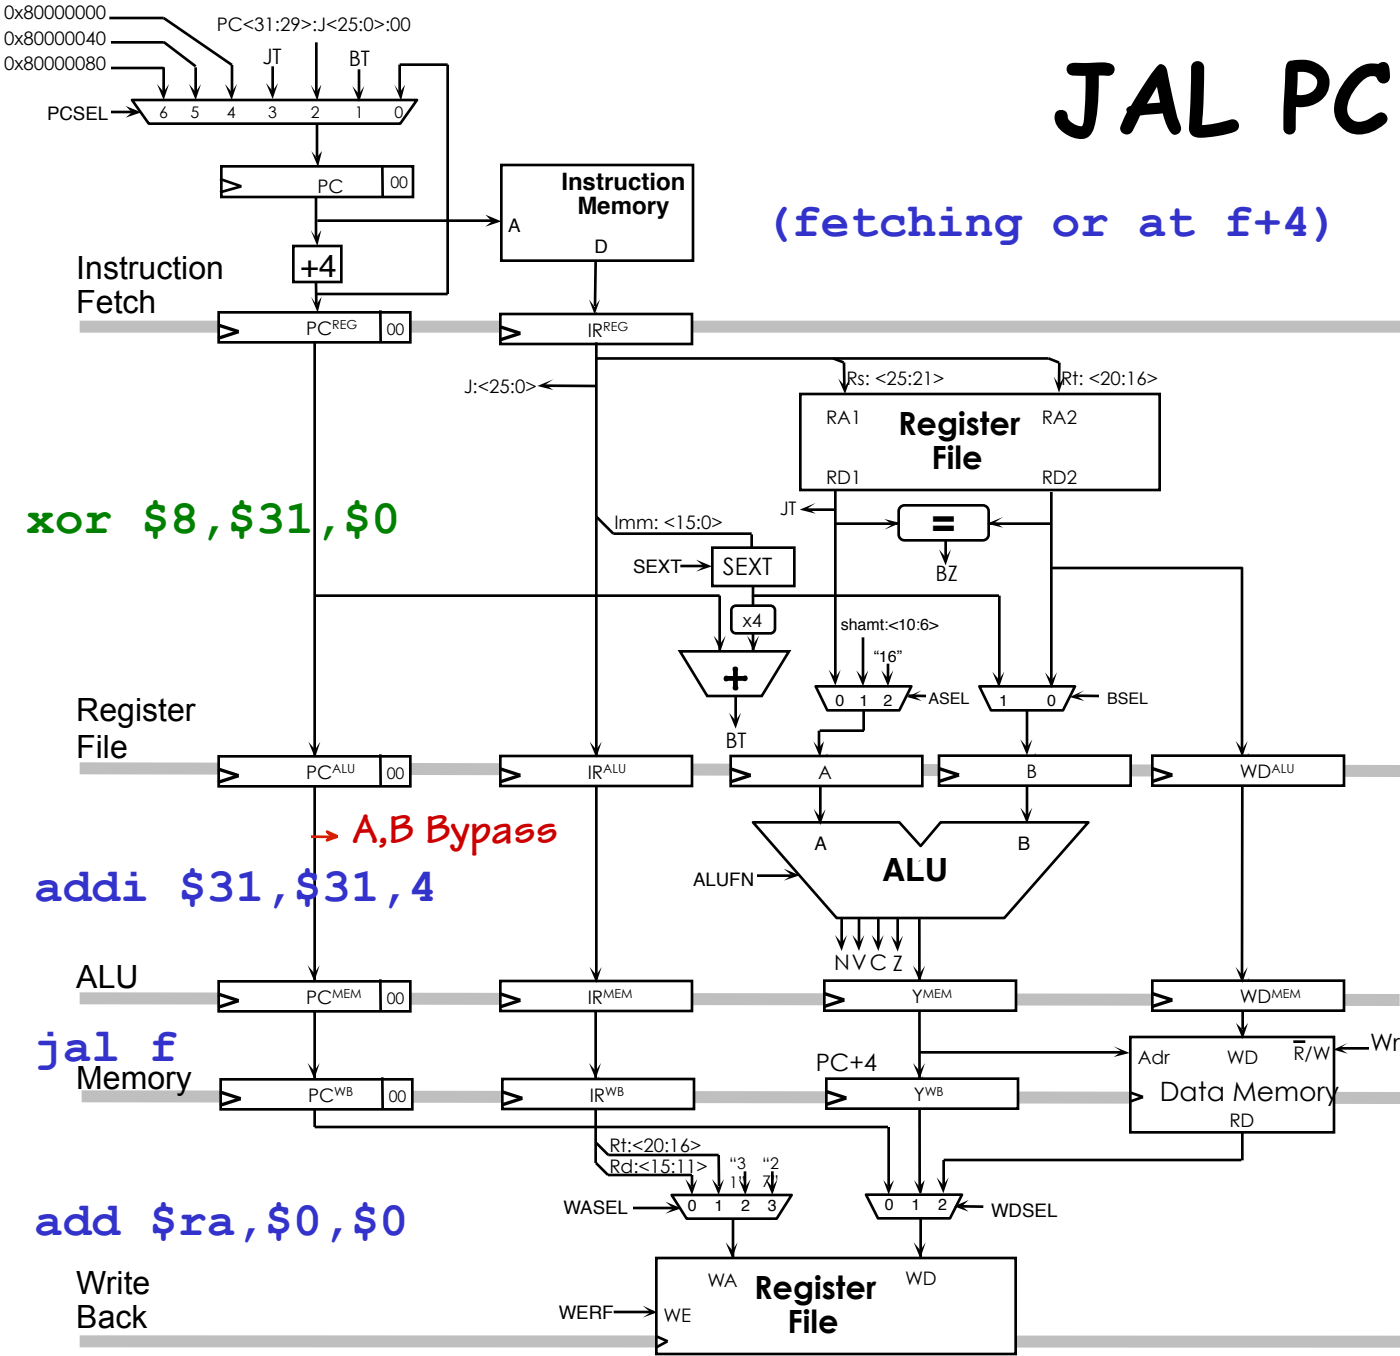 0x80000000
0x80000040
0x80000080
PC<31:29>:J<25:0>:00
JT
BT
JAL PC
PCSEL
6 5 4 3 2 1 0
PC 00
Instruction
Memory
A
D
(fetching or at f+4)
+4
Instruction
Fetch
PCREG 00
IRREG
J:<25:0>
Rs: <25:21>
Rt: <20:16>
RA1
Register
File
RA2
RD1
RD2
xor $8,$31,$0
JT
=
BZ
Imm: <15:0>
SEXT
SEXT
x4
shamt:<10:6>
“16”
+
0 1 2
ASEL
1 0
BSEL
BT
Register
File
PCALU 00
IRALU
A
B
WDALU
A,B Bypass
addi $31,$31,4
A
B
ALU
ALUFN
N V C Z
ALU
PCMEM 00
IRMEM
YMEM
WDMEM
jal f
Memory
PC+4
Adr
WD
R/W
Wr
PCWB 00
IRWB
YWB
Data Memory
RD
Rt:<20:16>
Rd:<15:11>
“3
1”
“2
7”
WASEL
0 1 2 3
0 1 2
WDSEL
add $ra,$0,$0
Write
Back
WA
Register
File
WD
WERF
WE